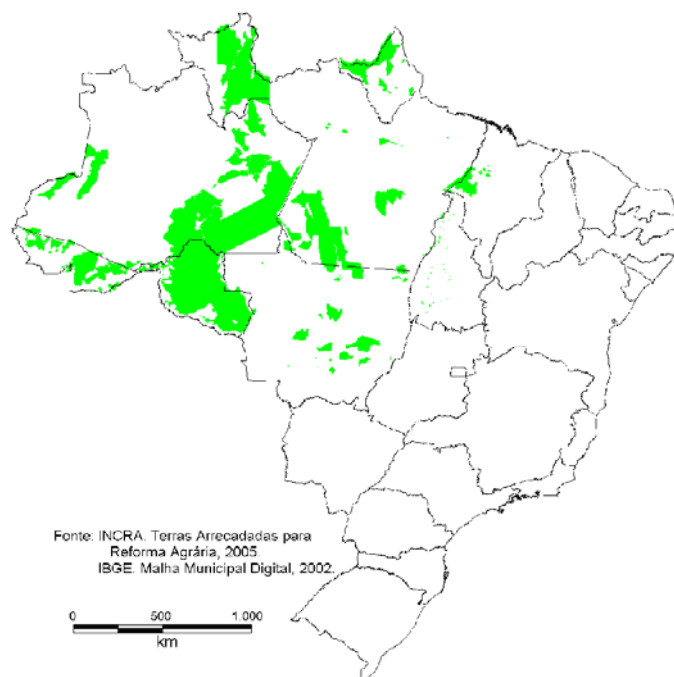 Fonte: INCRA. Terras Arrecadadas para
Reforma Agrária, 2005.
IBGE. Malha Municipal Digital, 2002.
0 500 1.000
km